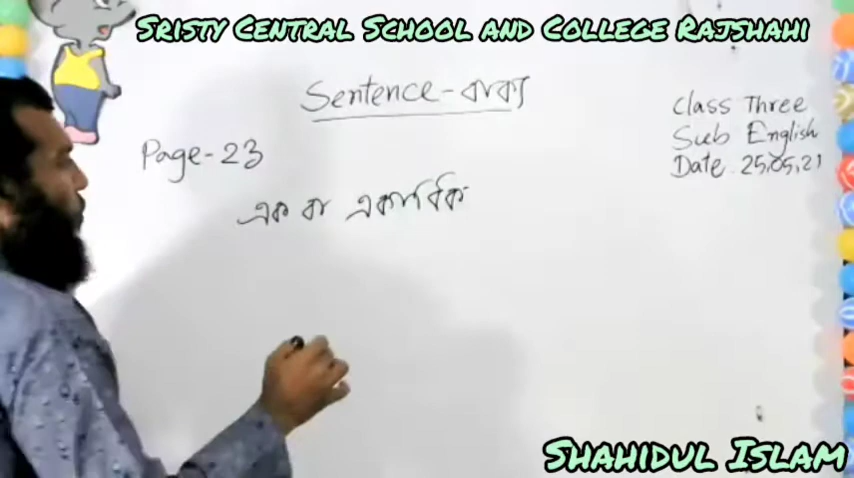 SRISTY CENTRAL SCHOOL AND COLLEGE RAJSHAHI
Sentence - বাক্য
Class Three
Sub English
Date. 25.05.21
Page-23
এক বা একাধিক
SHAHIDUL ISLAM